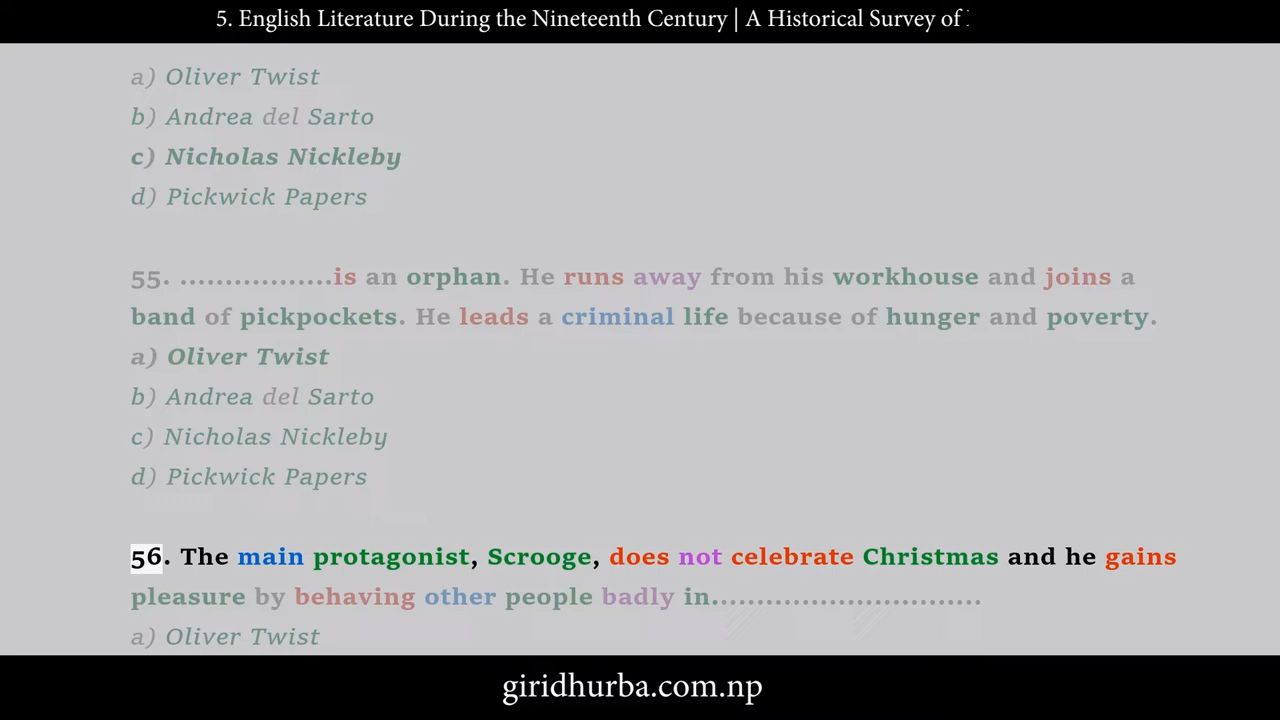 5. English Literature During the Nineteenth Century | A Historical Survey of
a) Oliver Twist
b) Andrea del Sarto
c) Nicholas Nickleby
d) Pickwick Papers
55. .................is an orphan. He runs away from his workhouse and joins a
band of pickpockets. He leads a criminal life because of hunger and poverty.
a) Oliver Twist
b) Andrea del Sarto
c) Nicholas Nickleby
d) Pickwick Papers
56. The main protagonist, Scrooge, does not celebrate Christmas and he gains
pleasure by behaving other people badly in..............................
a) Oliver Twist
giridhurba.com.np